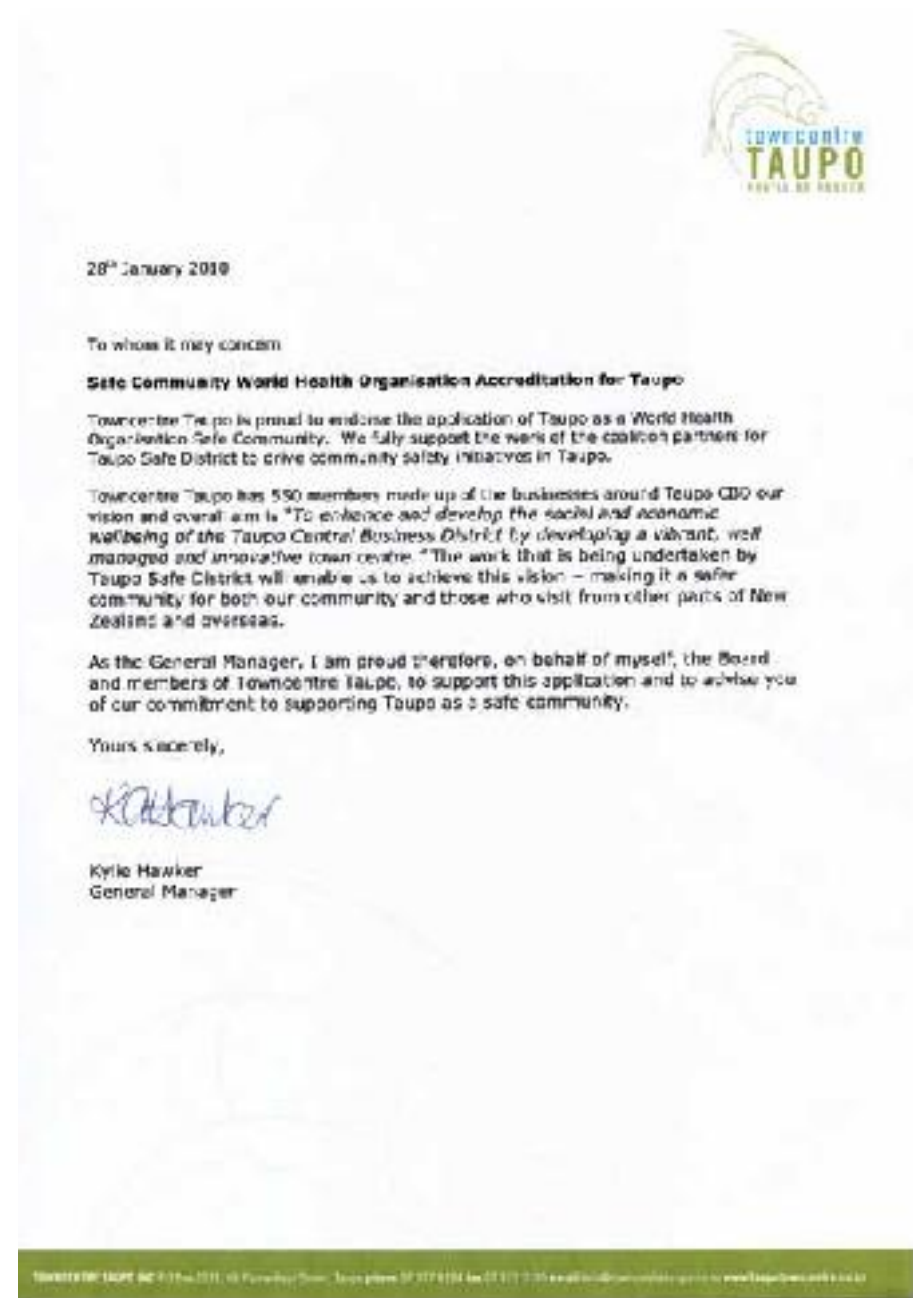 towncentre
TAUPO
28th January 2010
To whom it may concern
Safe Community World Health Organisation Accreditation for Taupo
Towncentre Taupo is proud to endorse the application of Taupo as a World Health
Organisation Safe Community. We fully support the work of the coalition partners for
Taupo Safe District to drive community safety initiatives in Taupo.
Towncentre Taupo has 550 members made up of the businesses around Taupo CBD our
vision and overall aim is "To enhance and develop the social and economic
wellbeing of the Taupo Central Business District by developing a vibrant, well
managed and innovative town centre." The work that is being undertaken by
Taupo Safe District will enable us to achieve this vision – making it a safer
community for both our community and those who visit from other parts of New
Zealand and overseas.
As the General Manager, I am proud therefore, on behalf of myself, the Board
and members of Towncentre Taupo, to support this application and to advise you
of our commitment to supporting Taupo as a safe community.
Yours sincerely,
KAHawker
Kylie Hawker
General Manager
TOWNCENTRE TAUPO INC